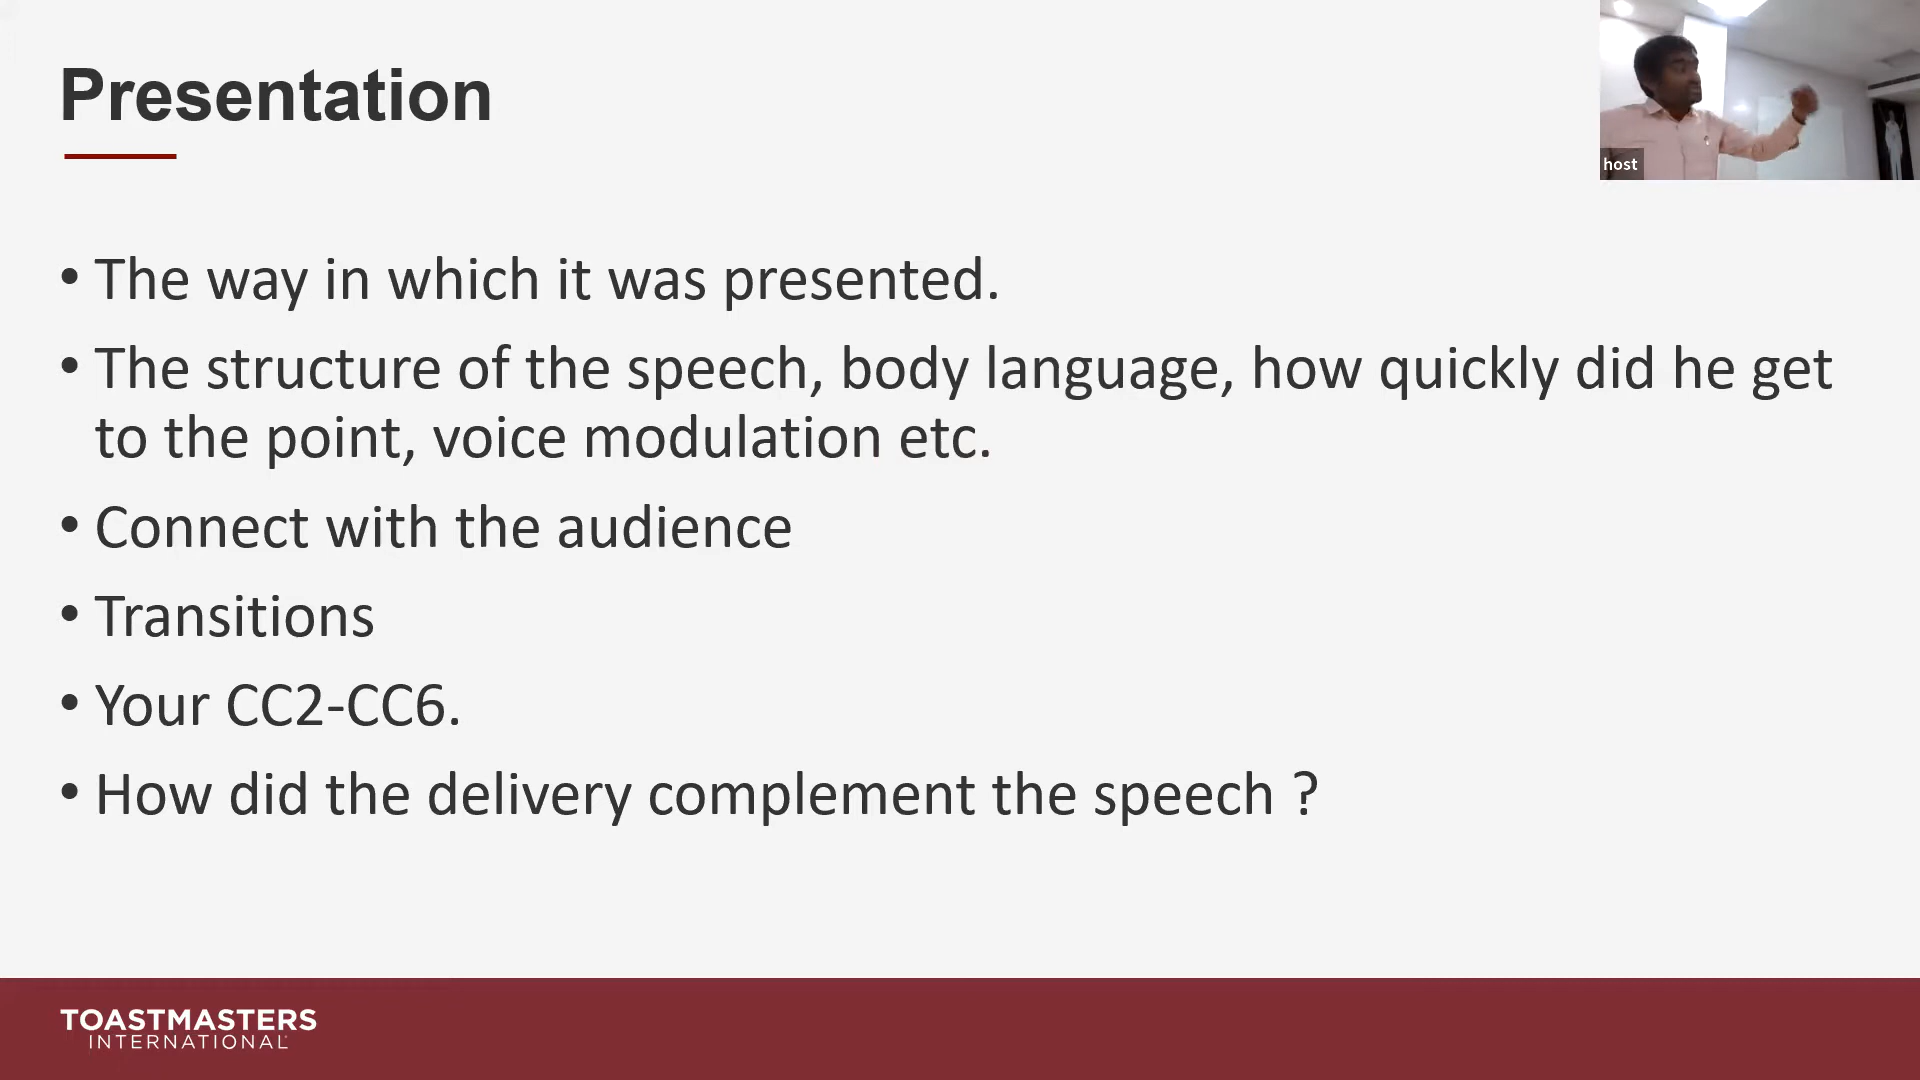 Presentation
host
• The way in which it was presented.
• The structure of the speech, body language, how quickly did he get
to the point, voice modulation etc.
• Connect with the audience
• Transitions
• Your CC2-CC6.
• How did the delivery complement the speech ?
TOASTMASTERS
INTERNATIONAL